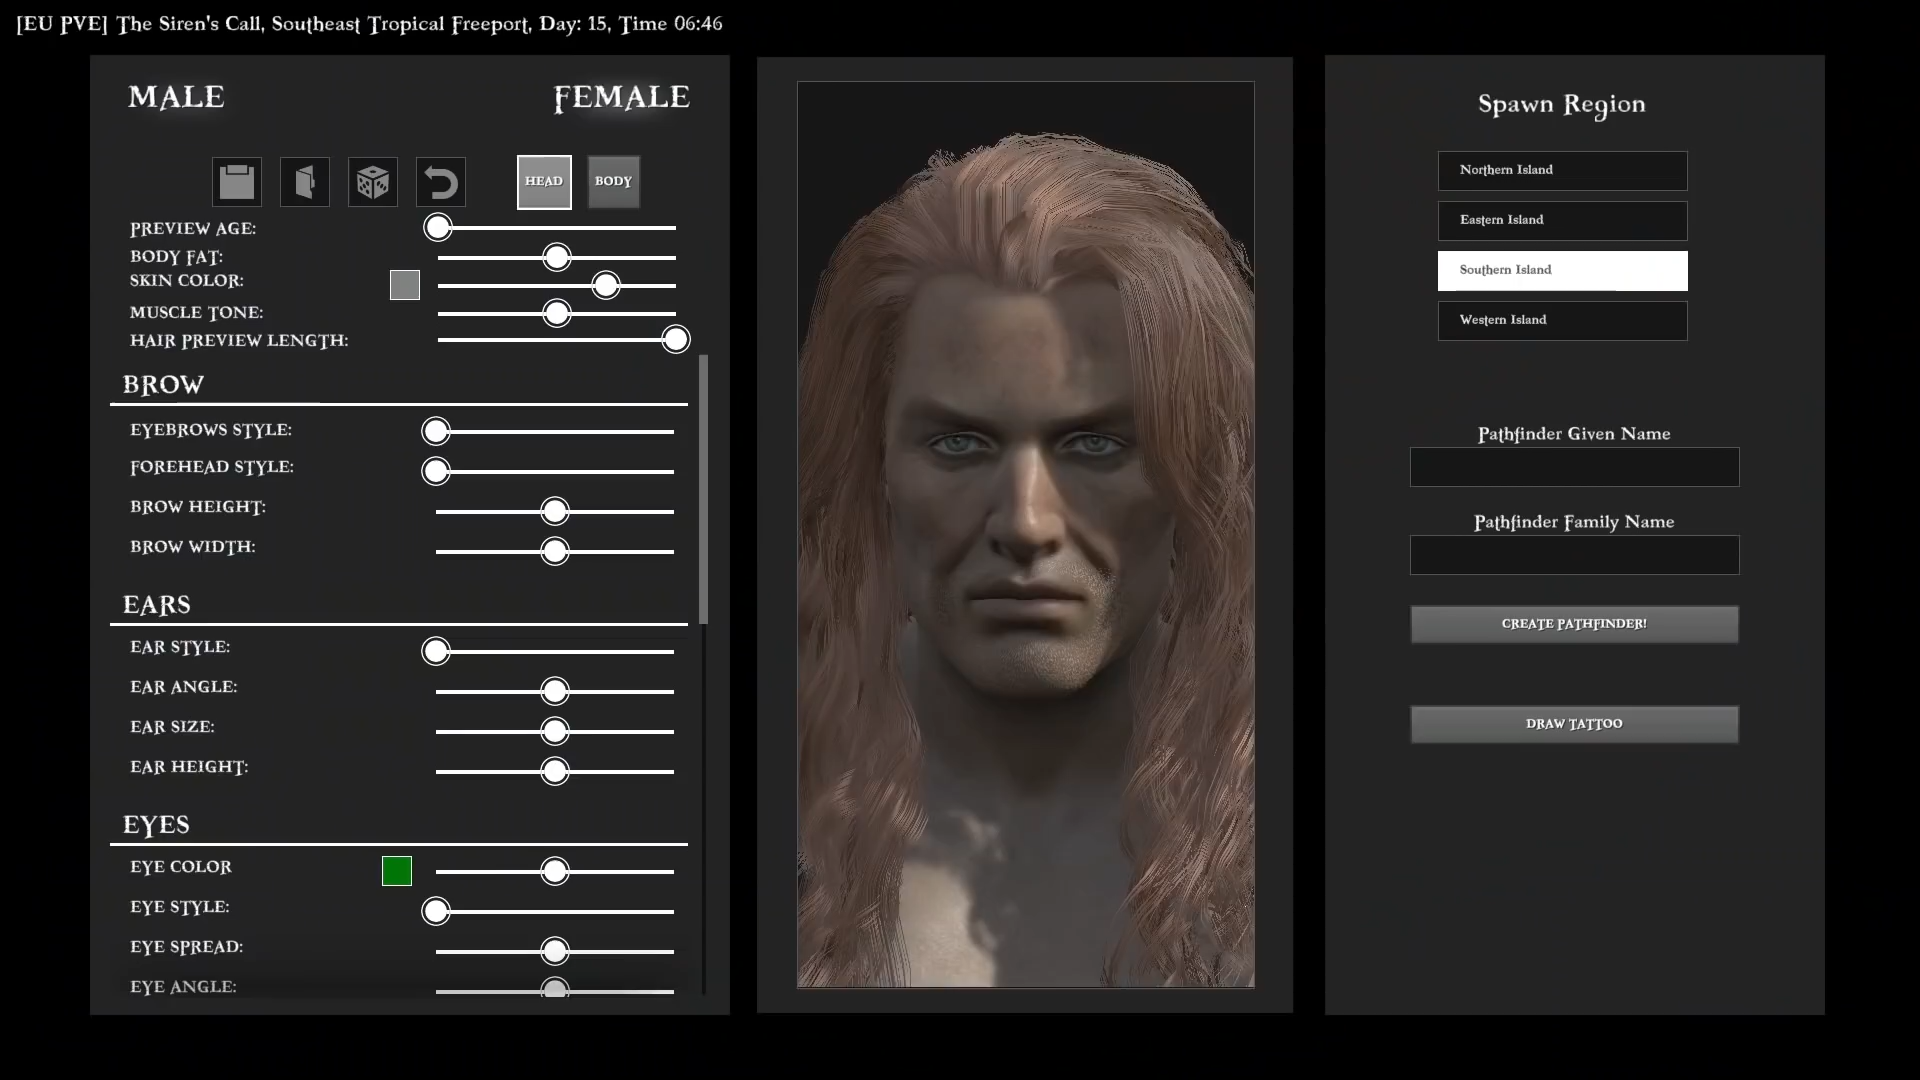 [EU PVE] The Siren's Call, Southeast Tropical Freeport, Day: 15, Time 06:46
MALE
FEMALE
HEAD
BODY
PREVIEW AGE:
BODY FAT:
SKIN COLOR:
MUSCLE TONE:
HAIR PREVIEW LENGTH:
BROW
EYEBROWS STYLE:
FOREHEAD STYLE:
BROW HEIGHT:
BROW WIDTH:
EARS
EAR STYLE:
EAR ANGLE:
EAR SIZE:
EAR HEIGHT:
EYES
EYE COLOR
EYE STYLE:
EYE SPREAD:
EYE ANGLE:
Spawn Region
Northern Island
Eastern Island
Southern Island
Western Island
Pathfinder Given Name
Pathfinder Family Name
CREATE PATHFINDER!
DRAW TATTOO